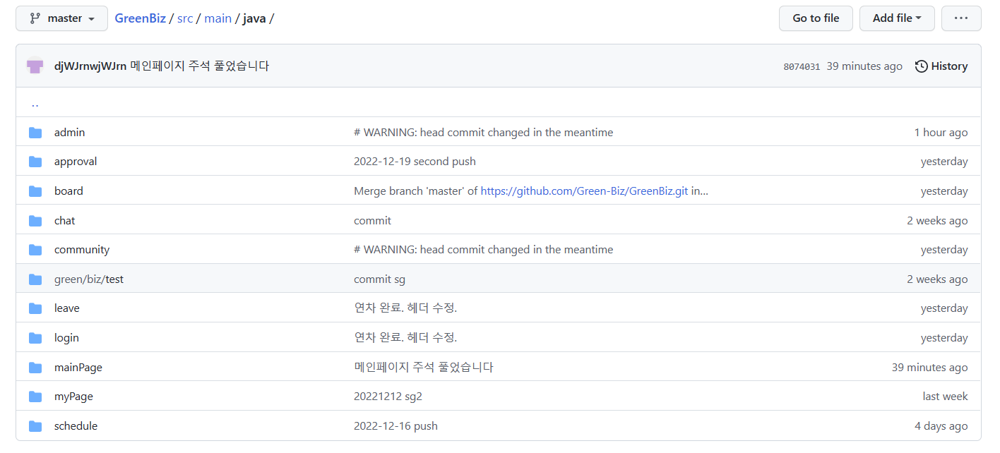 master GreenBiz / src / main / java / Go to file Add file ...
djWJrnwjWJrn 메인페이지 주석 풀었습니다 8074031 39 minutes ago History
..
admin # WARNING: head commit changed in the meantime 1 hour ago
approval 2022-12-19 second push yesterday
board Merge branch 'master' of https://github.com/Green-Biz/GreenBiz.git in... yesterday
chat commit 2 weeks ago
community # WARNING: head commit changed in the meantime yesterday
green/biz/test commit sg 2 weeks ago
leave 연차 완료. 헤더 수정. yesterday
login 연차 완료. 헤더 수정. yesterday
mainPage 메인페이지 주석 풀었습니다 39 minutes ago
myPage 20221212 sg2 last week
schedule 2022-12-16 push 4 days ago